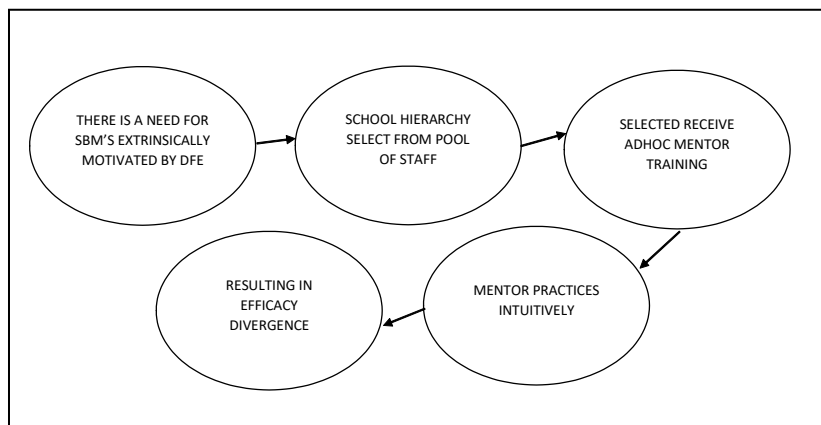 THERE IS A NEED FOR
SBM'S EXTRINSICALLY
MOTIVATED BY DFE
SCHOOL HIERARCHY
SELECT FROM POOL
OF STAFF
SELECTED RECEIVE
ADHOC MENTOR
TRAINING
MENTOR PRACTICES
INTUITIVELY
RESULTING IN
EFFICACY
DIVERGENCE